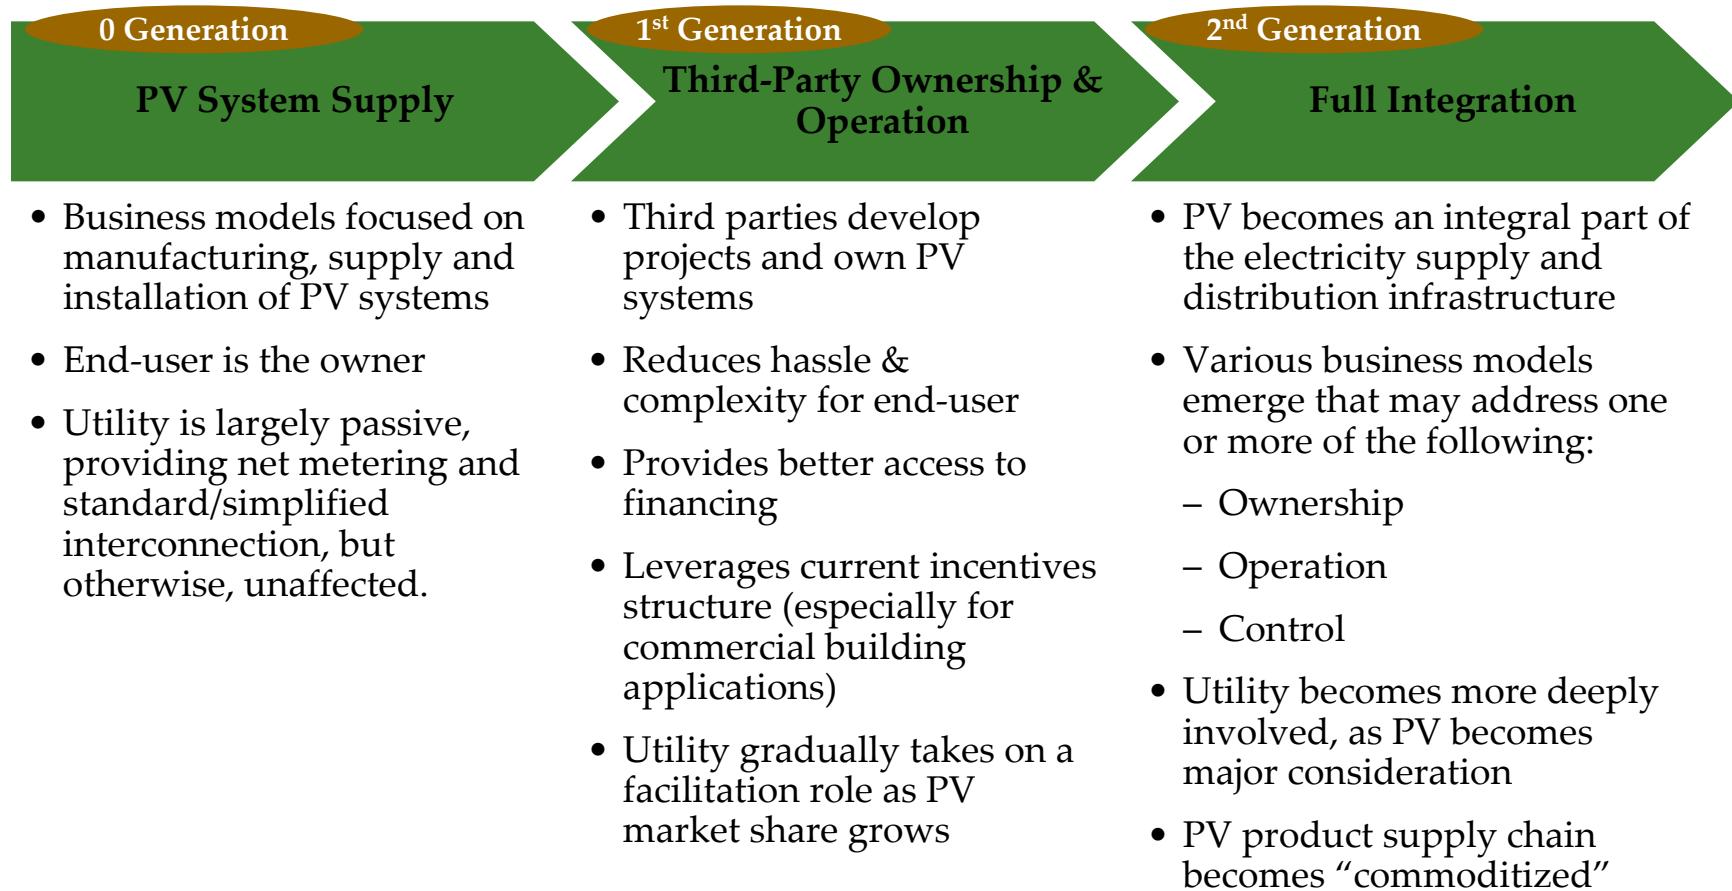 0 Generation
PV System Supply
• Business models focused on
manufacturing, supply and
installation of PV systems
• End-user is the owner
• Utility is largely passive,
providing net metering and
standard/simplified
interconnection, but
otherwise, unaffected.
1st Generation
Third-Party Ownership &
Operation
• Third parties develop
projects and own PV
systems
• Reduces hassle &
complexity for end-user
• Provides better access to
financing
• Leverages current incentives
structure (especially for
commercial building
applications)
• Utility gradually takes on a
facilitation role as PV
market share grows
2nd Generation
Full Integration
• PV becomes an integral part of
the electricity supply and
distribution infrastructure
• Various business models
emerge that may address one
or more of the following:
– Ownership
– Operation
– Control
• Utility becomes more deeply
involved, as PV becomes
major consideration
• PV product supply chain
becomes “commoditized”